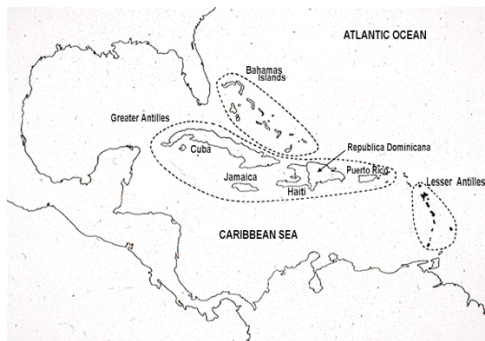 ATLANTIC OCEAN
Bahamas
Islands
Greater Antilles
Cuba
Republica Dominicana
Jamaica
Puerto Rico
Haiti
Lesser Antilles
CARIBBEAN SEA